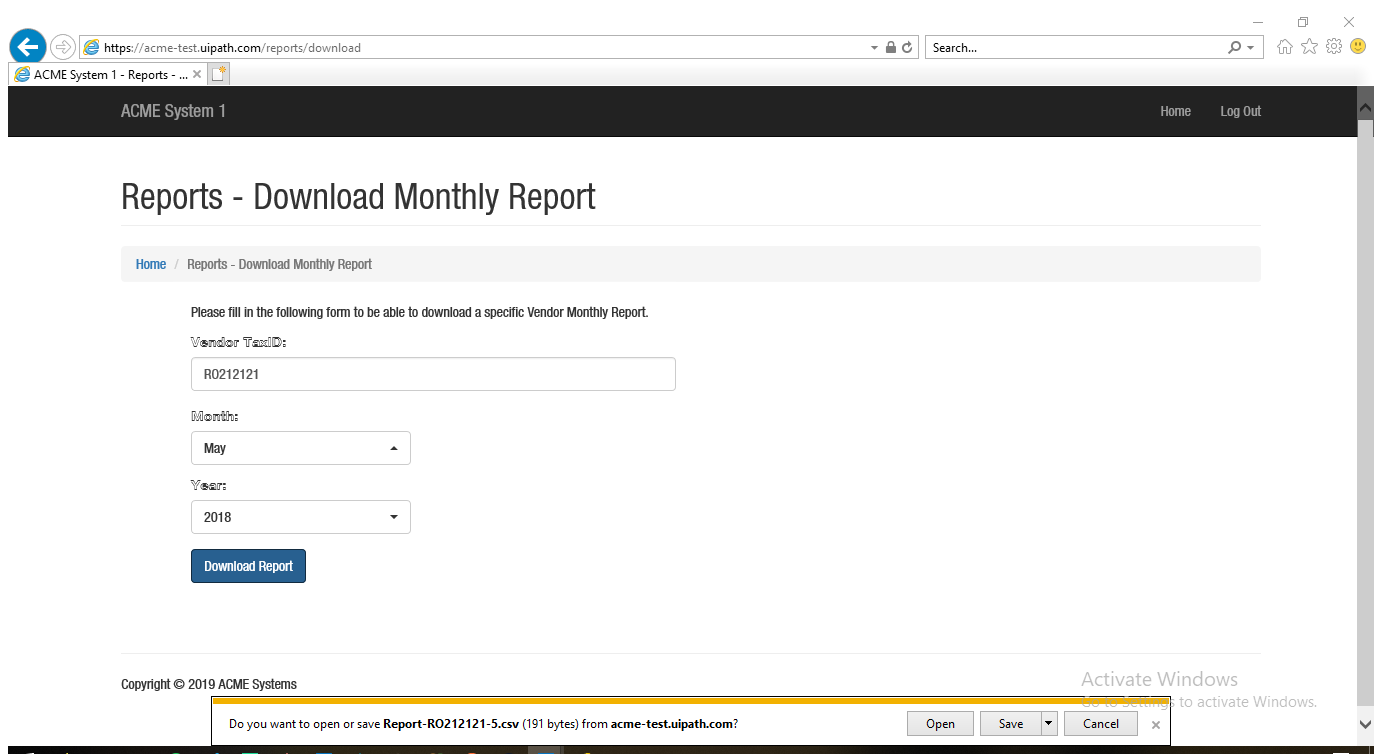 https://acme-test.uipath.com/reports/download
Search...
ACME System 1 - Reports - ...
ACME System 1
Home
Log Out
Reports - Download Monthly Report
Home / Reports - Download Monthly Report
Please fill in the following form to be able to download a specific Vendor Monthly Report.
Vendor TaxID:
RO212121
Month:
May
Year:
2018
Download Report
Copyright © 2019 ACME Systems
Activate Windows
Go to Settings to activate Windows.
Do you want to open or save Report-RO212121-5.csv (191 bytes) from acme-test.uipath.com?
Open
Save
Cancel